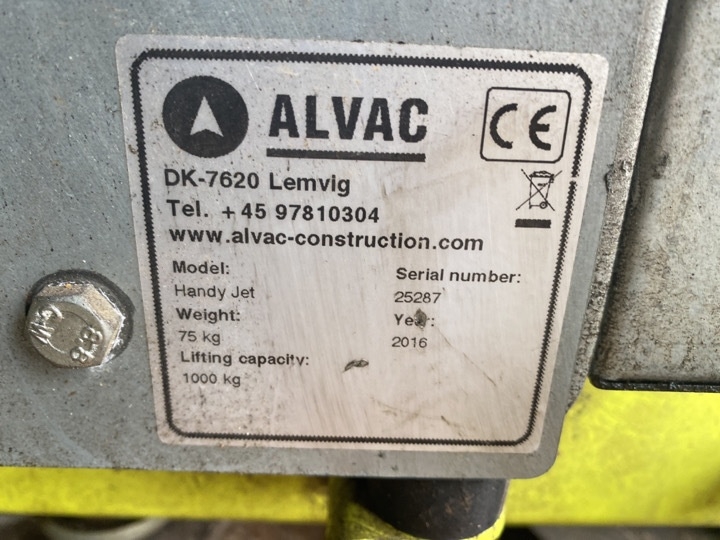 ALVAC
CE
DK-7620 Lemvig
Tel. +45 97810304
www.alvac-construction.com
Model:
Handy Jet
Weight:
75 kg
Lifting capacity:
1000 kg
Serial number:
25287
Year:
2016
8.8